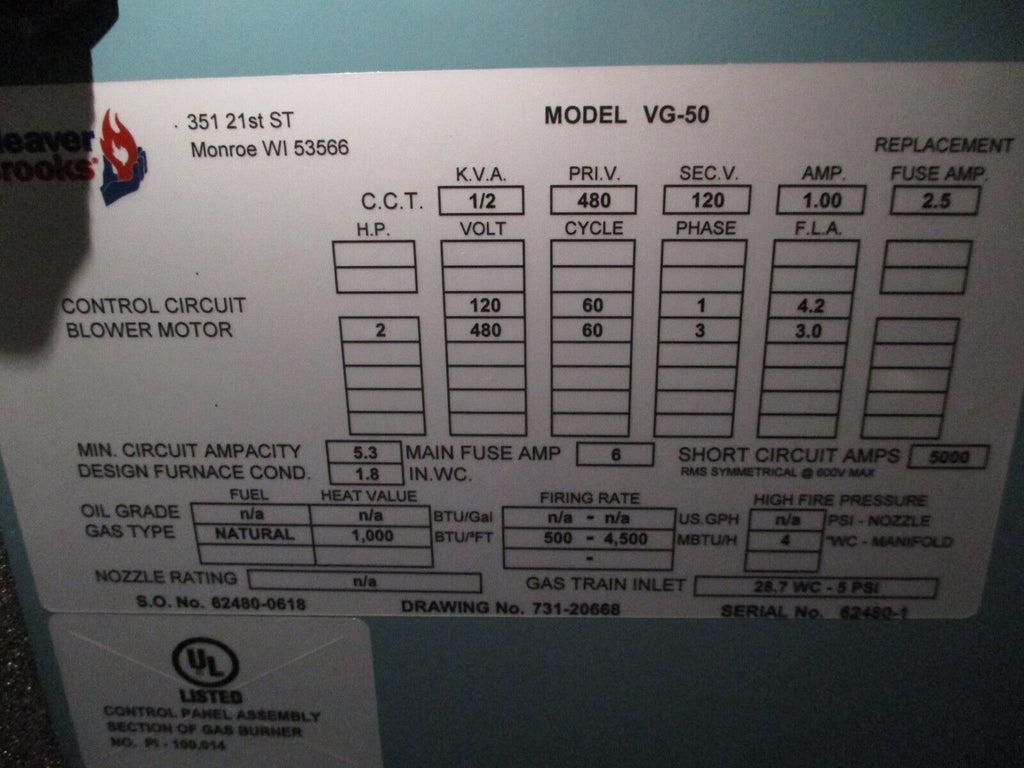 351 21st ST
Monroe WI 53566
MODEL VG-50
REPLACEMENT
K.V.A. PRI.V. SEC.V. AMP. FUSE AMP.
C.C.T. 1/2 480 120 1.00 2.5
H.P. VOLT CYCLE PHASE F.L.A.
CONTROL CIRCUIT 120 60 1 4.2
BLOWER MOTOR 2 480 60 3 3.0
MIN. CIRCUIT AMPACITY 5.3 MAIN FUSE AMP 6 SHORT CIRCUIT AMPS 5000
DESIGN FURNACE COND. 1.8 IN.WC. RMS SYMMETRICAL @ 600V MAX
FUEL HEAT VALUE FIRING RATE HIGH FIRE PRESSURE
OIL GRADE n/a n/a BTU/Gal n/a - n/a US.GPH n/a PSI - NOZZLE
GAS TYPE NATURAL 1,000 BTU/³FT 500 - 4,500 MBTU/H 4 "WC - MANIFOLD
-
NOZZLE RATING n/a GAS TRAIN INLET 28.7 WC - 5 PSI
S.O. No. 62480-0618 DRAWING No. 731-20668 SERIAL No. 62480-1
UL
LISTED
CONTROL PANEL ASSEMBLY
SECTION OF GAS BURNER
NO. PI - 100,014